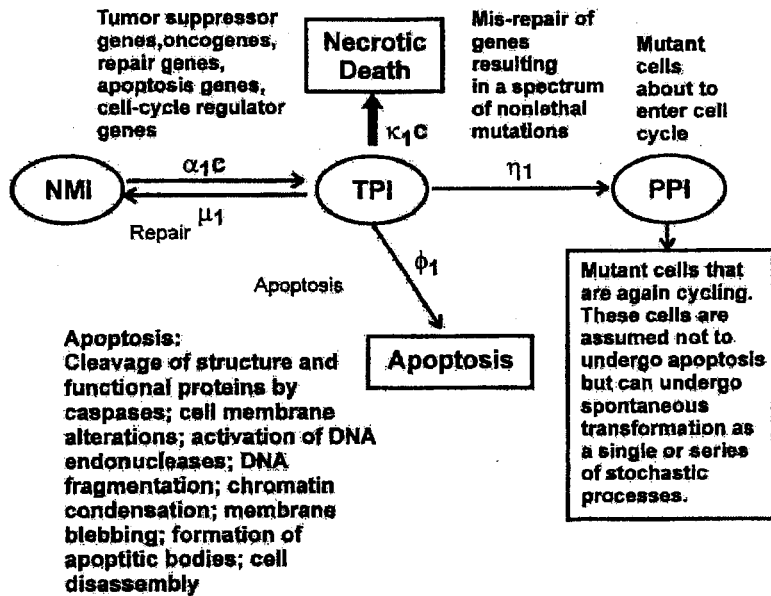 Tumor suppressor
genes,oncogenes,
repair genes,
apoptosis genes,
cell-cycle regulator
genes
Necrotic
Death
Mis-repair of
genes
resulting
in a spectrum
of nonlethal
mutations
Mutant
cells
about to
enter cell
cycle
κ1C
NMI
α1C
μ1
Repair
TPI
η1
PPI
ϕ1
Apoptosis
Apoptosis
Mutant cells that
are again cycling.
These cells are
assumed not to
undergo apoptosis
but can undergo
spontaneous
transformation as
a single or series
of stochastic
processes.
Apoptosis:
Cleavage of structure and
functional proteins by
caspases; cell membrane
alterations; activation of DNA
endonucleases; DNA
fragmentation; chromatin
condensation; membrane
blebbing; formation of
apoptitic bodies; cell
disassembly